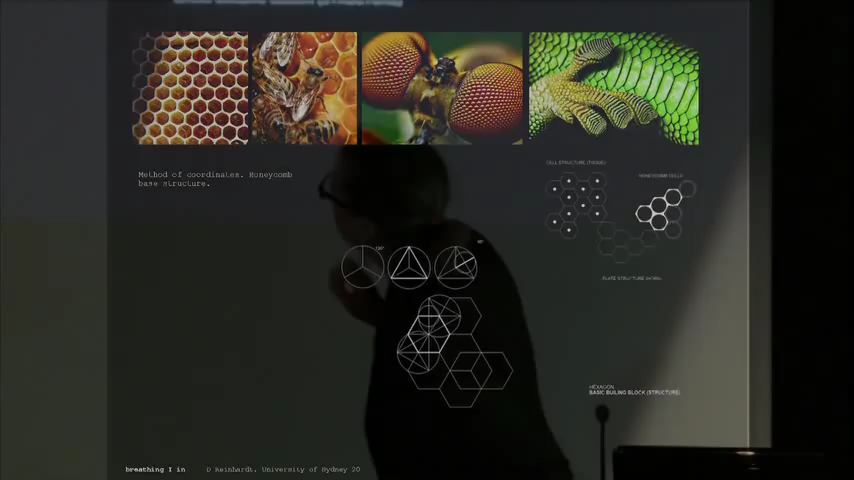 Method of coordinates. Honeycomb
base structure.
CELL STRUCTURE (TISSUE)
HONEYCOMB CELLS
120°
HEXAGON
BASIC BUILING BLOCK (STRUCTURE)
breathing I in D Reinhardt, University of Sydney 20